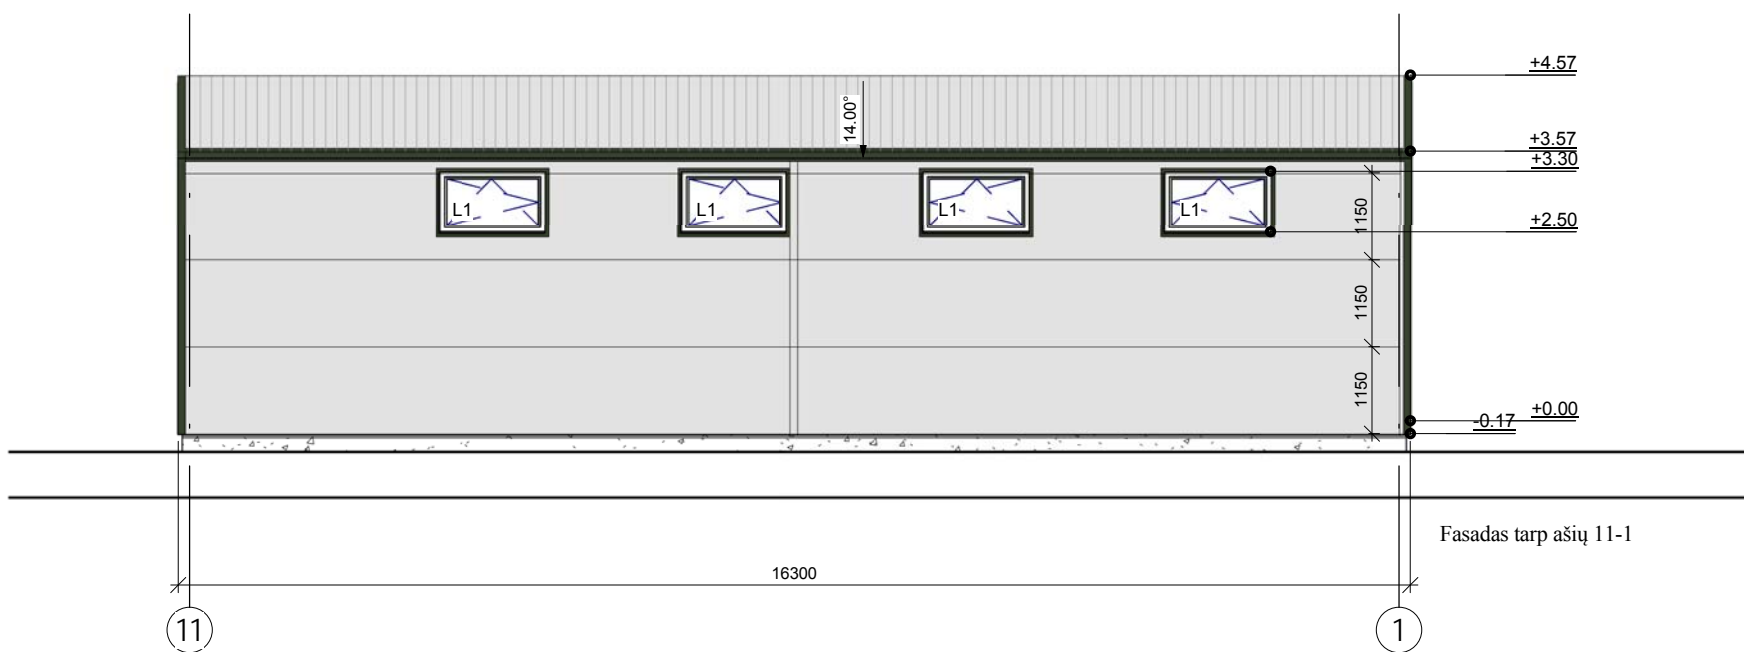 +4.57
14.00°
+3.57
+3.30
L1
L1
L1
L1
1150
+2.50
1150
1150
+0.00
-0.17
Fasadas tarp ašių 11-1
16300
11
1